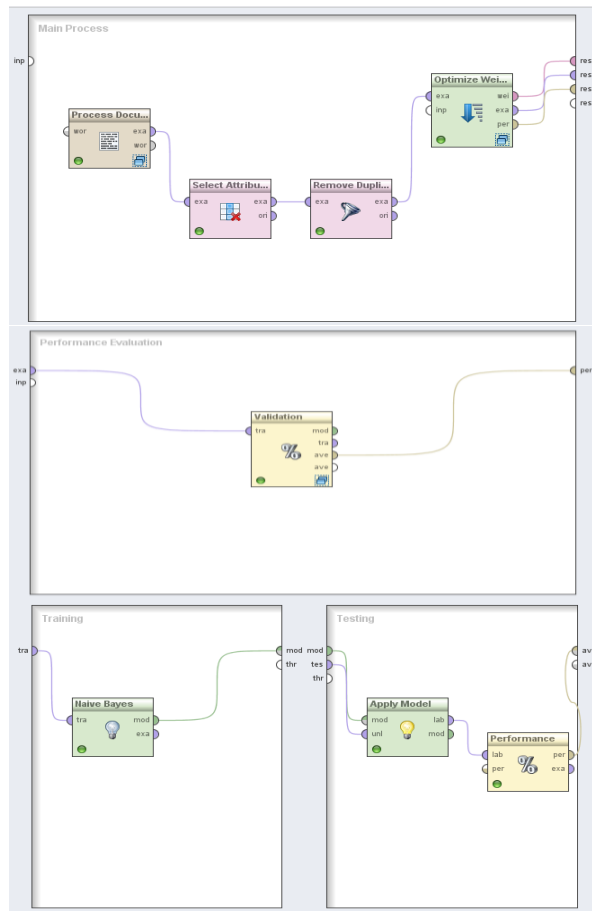 Main Process
inp
res
res
res
res
Process Docu...
wor exa
wor
Select Attribu...
exa exa
ori
Remove Dupli...
exa exa
ori
Optimize Wei...
exa wei
inp exa
per
Performance Evaluation
exa
inp
per
Validation
tra mod
tra
ave
ave
Training
tra
mod
thr
Naive Bayes
tra mod
exa
Testing
mod
tes
thr
av
av
Apply Model
mod lab
unl mod
Performance
lab per
per exa